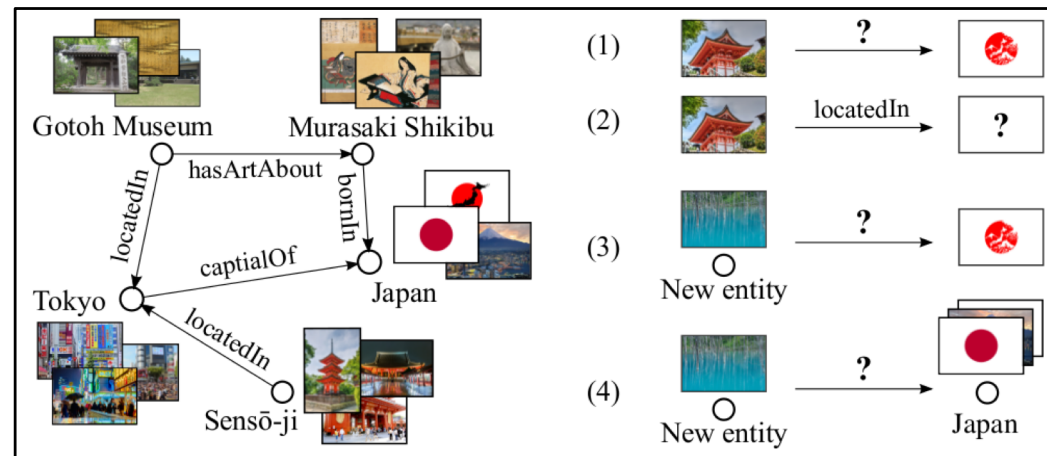 Gotoh Museum
Murasaki Shikibu
hasArtAbout
locatedIn
bornIn
captialOf
Japan
Tokyo
locatedIn
Sensō-ji
(1)
?
(2)
locatedIn
?
(3)
?
New entity
(4)
?
New entity
Japan